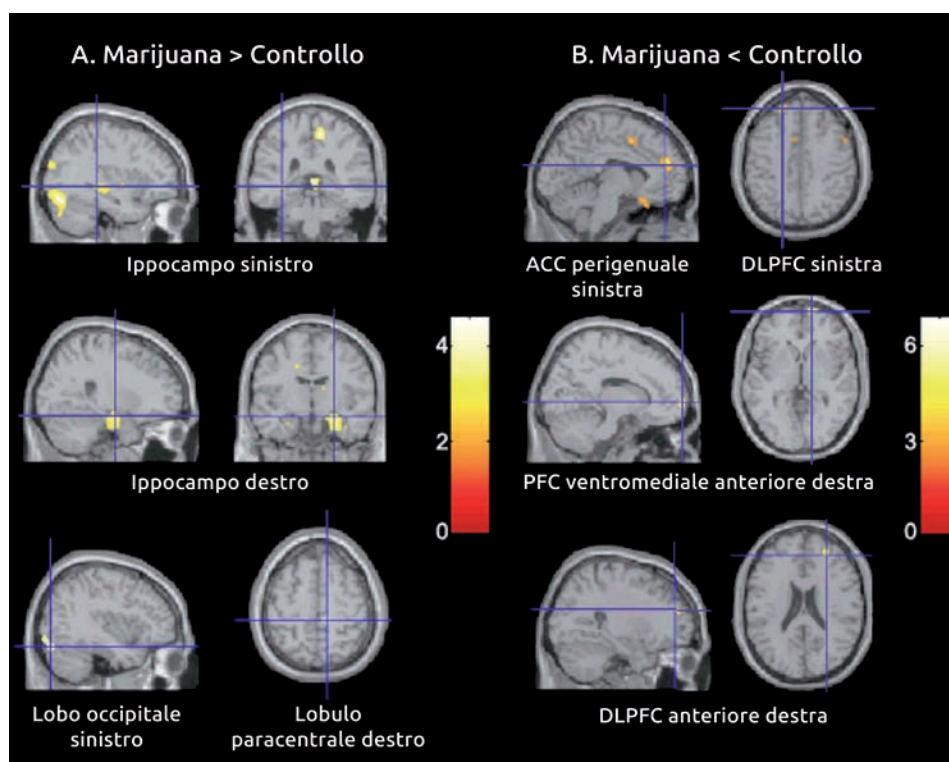 A. Marijuana > Controllo
Ippocampo sinistro
Ippocampo destro
Lobo occipitale
sinistro
Lobulo
paracentrale destro
4
2
0
B. Marijuana < Controllo
ACC perigenuale
sinistra
DLPFC sinistra
PFC ventromediale anteriore destra
DLPFC anteriore destra
6
3
0